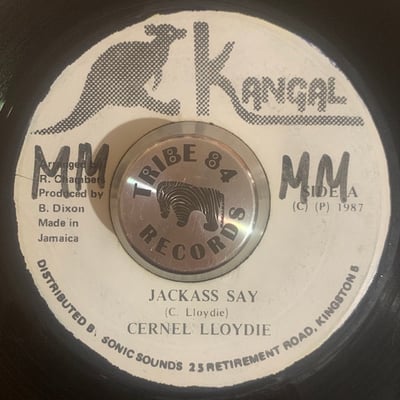 KANGAL
MM
MM
Arranged by
R. Chambers
Produced by
B. Dixon
Made in
Jamaica
SIDE A
(C) (P) 1987
TRIBE 84
RECORDS
JACKASS SAY
(C. Lloydie)
CERNEL LLOYDIE
DISTRIBUTED B. SONIC SOUNDS 25 RETIREMENT ROAD, KINGSTON 5